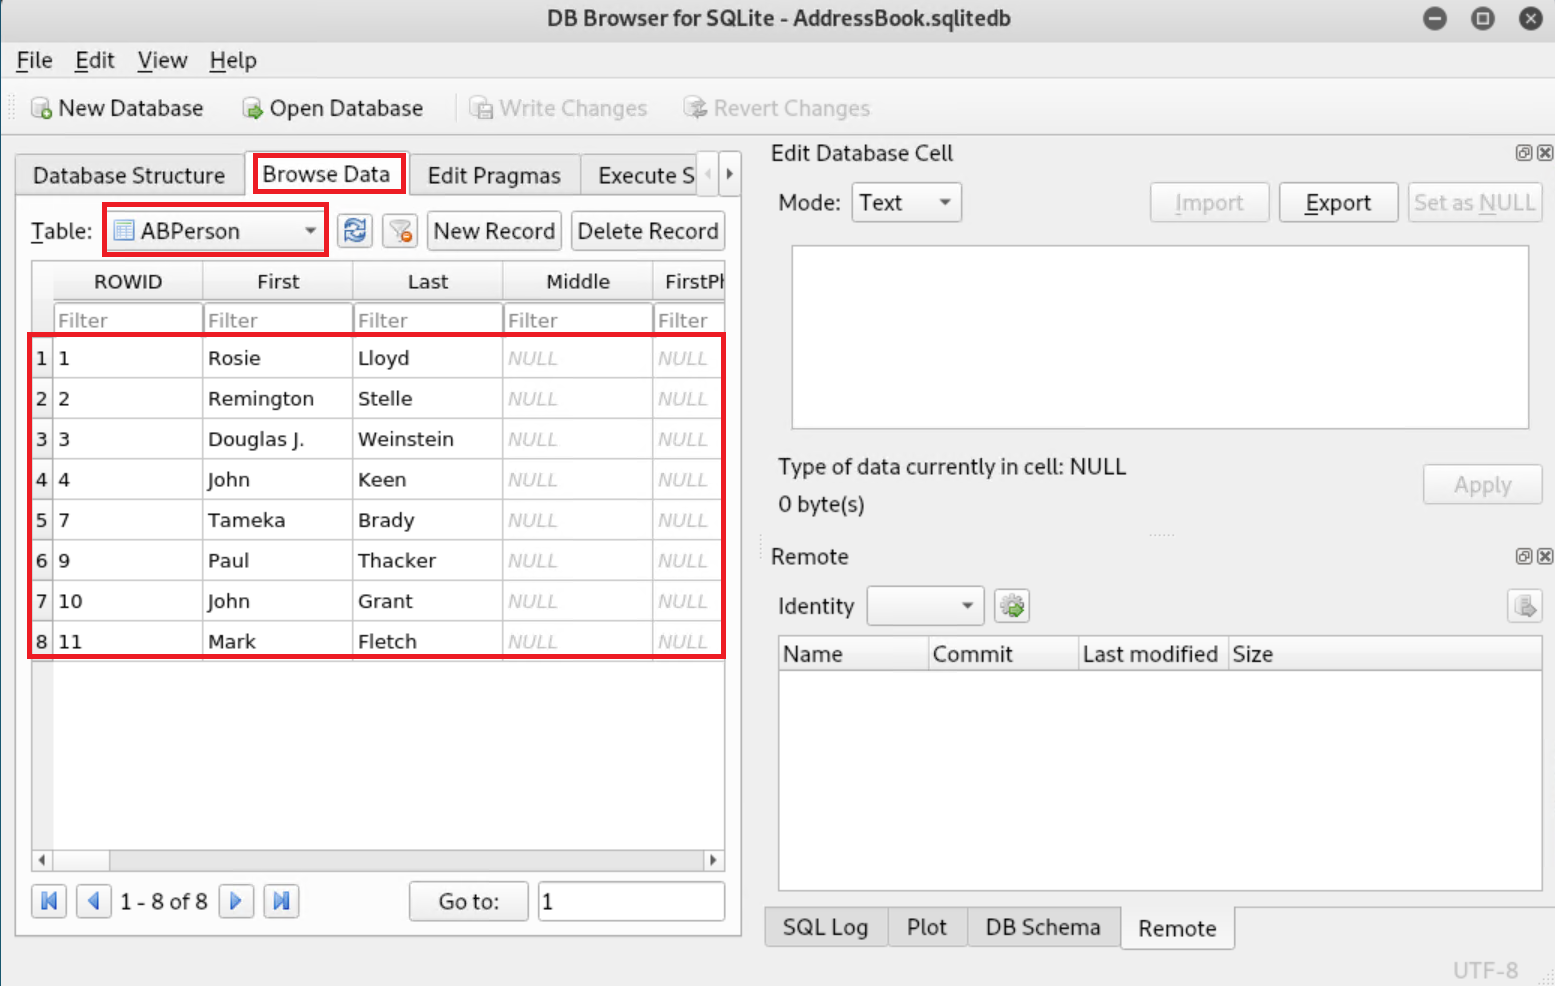 DB Browser for SQLite - AddressBook.sqlitedb
File Edit View Help
New Database Open Database Write Changes Revert Changes
Database Structure Browse Data Edit Pragmas Execute S
Table: ABPerson New Record Delete Record
ROWID First Last Middle FirstPh
Filter Filter Filter Filter Filter
1 1 Rosie Lloyd NULL NULL
2 2 Remington Stelle NULL NULL
3 3 Douglas J. Weinstein NULL NULL
4 4 John Keen NULL NULL
5 7 Tameka Brady NULL NULL
6 9 Paul Thacker NULL NULL
7 10 John Grant NULL NULL
8 11 Mark Fletch NULL NULL
1 - 8 of 8 Go to: 1
Edit Database Cell
Mode: Text Import Export Set as NULL
Type of data currently in cell: NULL
0 byte(s)
Apply
Remote
Identity
Name Commit Last modified Size
SQL Log Plot DB Schema Remote
UTF-8